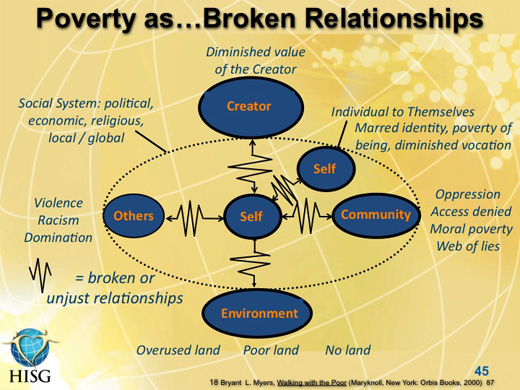 Poverty as…Broken Relationships
Diminished value
of the Creator
Creator
Social System: political,
economic, religious,
local / global
Individual to Themselves
Marred identity, poverty of
being, diminished vocation
Self
Violence
Racism
Domination
Others
Self
Community
Oppression
Access denied
Moral poverty
Web of lies
= broken or
unjust relationships
Environment
Overused land Poor land No land
HISG
45
18 Bryant L. Myers, Walking with the Poor (Maryknoll, New York: Orbis Books, 2000) 87